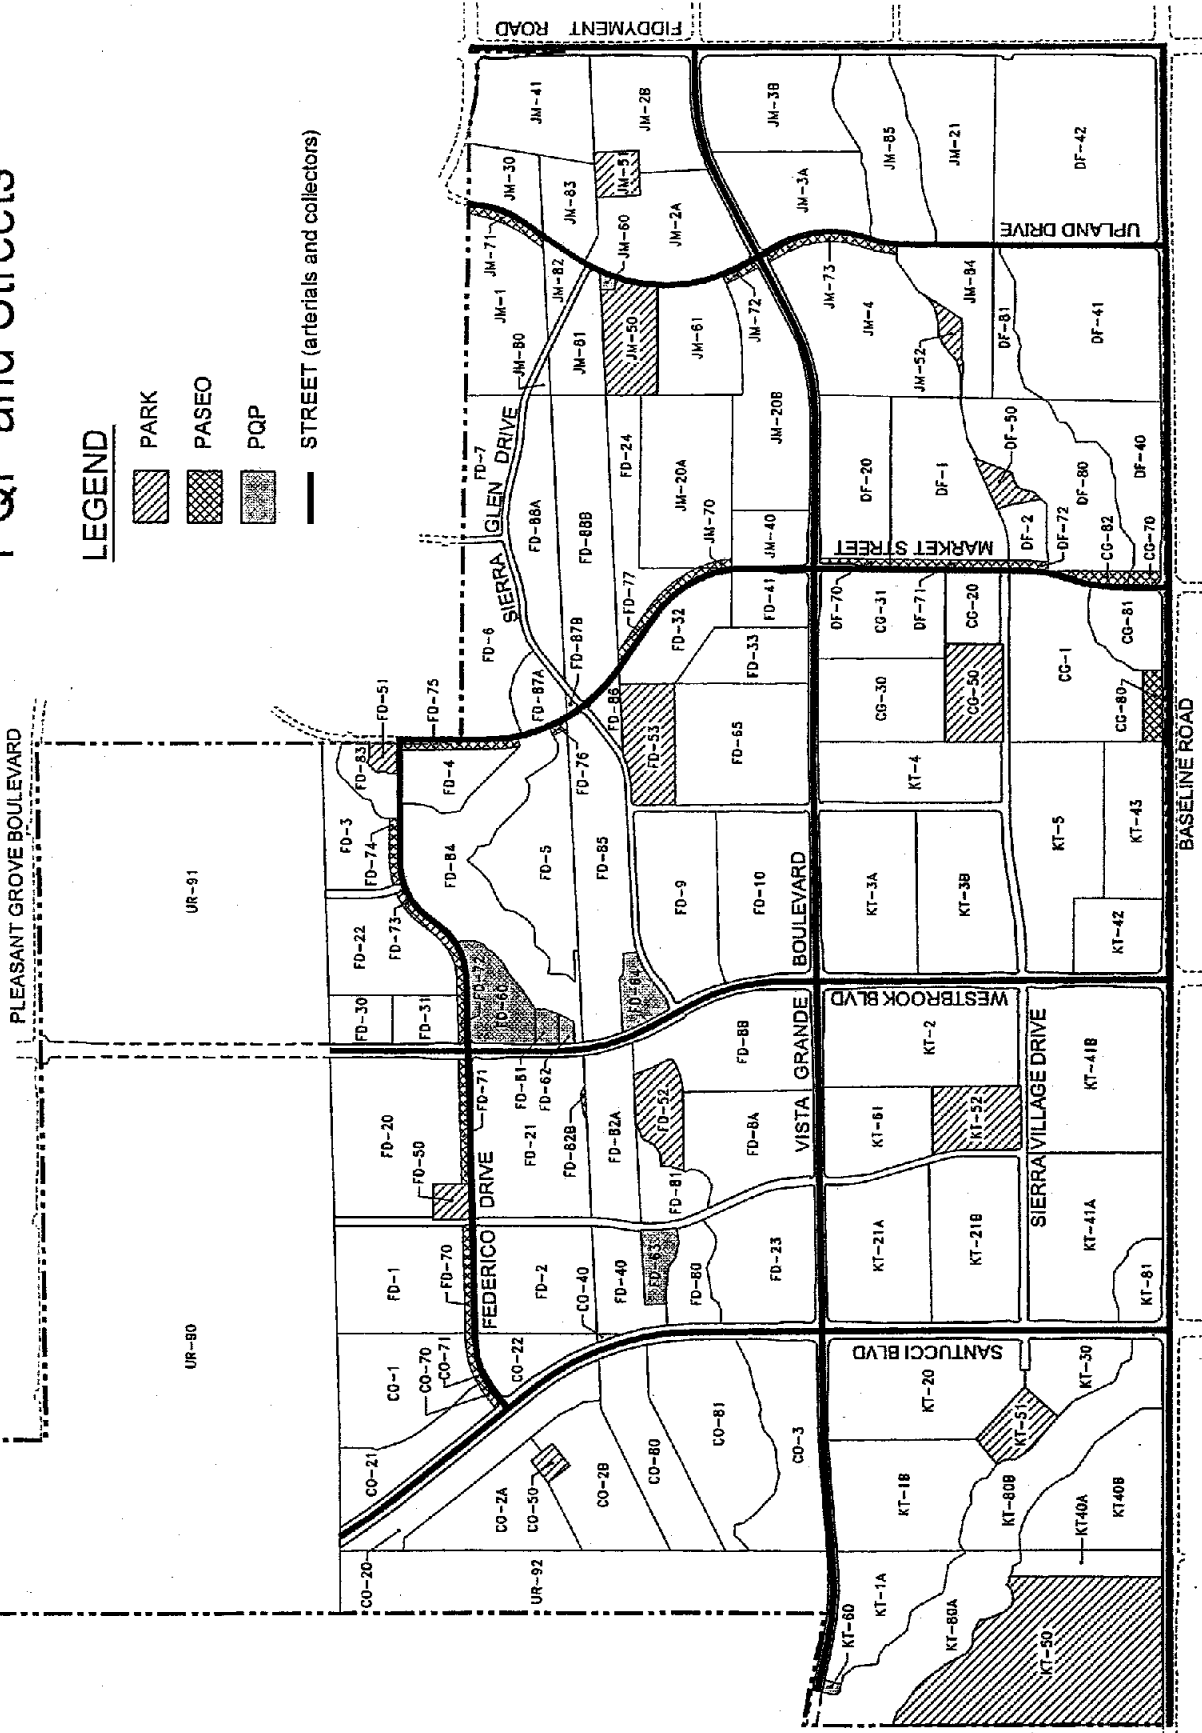 PQP and Streets
LEGEND
PARK
PASEO
PQP
STREET (arterials and collectors)
PLEASANT GROVE BOULEVARD
UR-90
UR-91
UR-92
FIDDYMENT ROAD
BASELINE ROAD
SIERRA GLEN DRIVE
FEDERICO DRIVE
VISTA GRANDE BOULEVARD
SIERRA VILLAGE DRIVE
SANTUCCI BLVD
WESTBROOK BLVD
MARKET STREET
UPLAND DRIVE
CO-20
CO-21
CO-1
CO-70
CO-71
CO-22
CO-2A
CO-50
CO-2B
CO-80
CO-81
CO-3
CO-40
FD-1
FD-70
FD-2
FD-40
FD-63
FD-80
FD-23
FD-20
FD-50
FD-71
FD-21
FD-61
FD-62
FD-82B
FD-82A
FD-52
FD-81
FD-8A
FD-8B
FD-30
FD-31
FD-22
FD-73
FD-72
FD-60
FD-64
FD-3
FD-74
FD-83
FD-51
FD-75
FD-4
FD-84
FD-5
FD-85
FD-76
FD-9
FD-10
FD-6
FD-87A
FD-87B
FD-86
FD-53
FD-65
FD-7
FD-88A
FD-88B
FD-77
FD-32
FD-33
FD-41
FD-24
JM-41
JM-30
JM-71
JM-1
JM-80
JM-81
JM-82
JM-83
JM-2B
JM-51
JM-60
JM-2A
JM-50
JM-61
JM-72
JM-20A
JM-20B
JM-70
JM-40
JM-3B
JM-3A
JM-73
JM-4
JM-85
JM-21
JM-84
JM-52
DF-42
DF-41
DF-81
DF-50
DF-20
DF-1
DF-2
DF-80
DF-40
DF-72
DF-70
DF-71
CG-82
CG-70
CG-31
CG-20
CG-30
CG-50
CG-1
CG-81
CG-80
KT-4
KT-5
KT-43
KT-42
KT-3A
KT-3B
KT-2
KT-61
KT-52
KT-41B
KT-21A
KT-21B
KT-41A
KT-81
KT-20
KT-51
KT-30
KT-1B
KT-80B
KT40A
KT40B
KT-60
KT-1A
KT-80A
KT-50